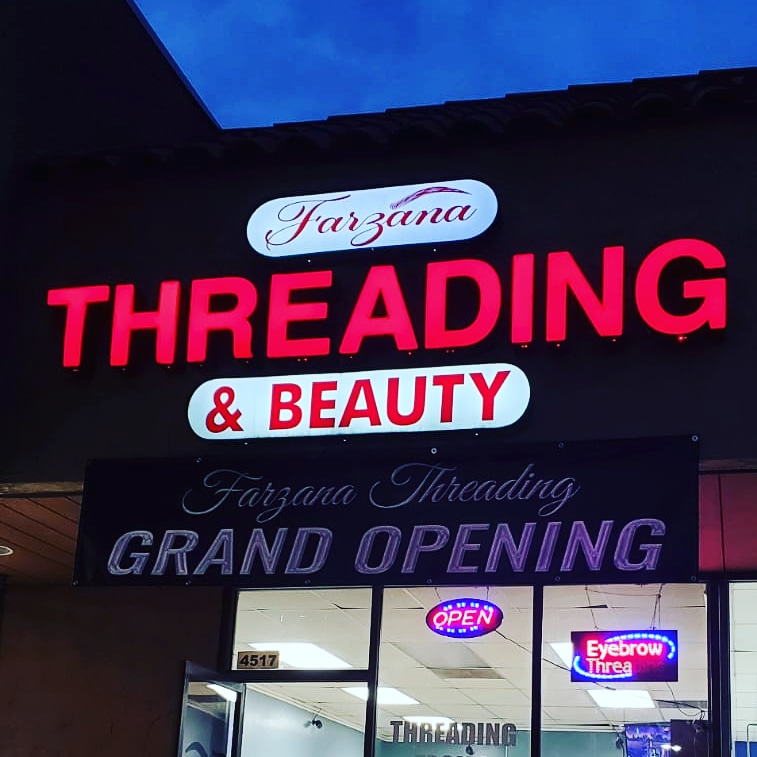 Farzana
THREADING
& BEAUTY
Farzana Threading
GRAND OPENING
OPEN
4517
Eyebrow
Threa
THREADING